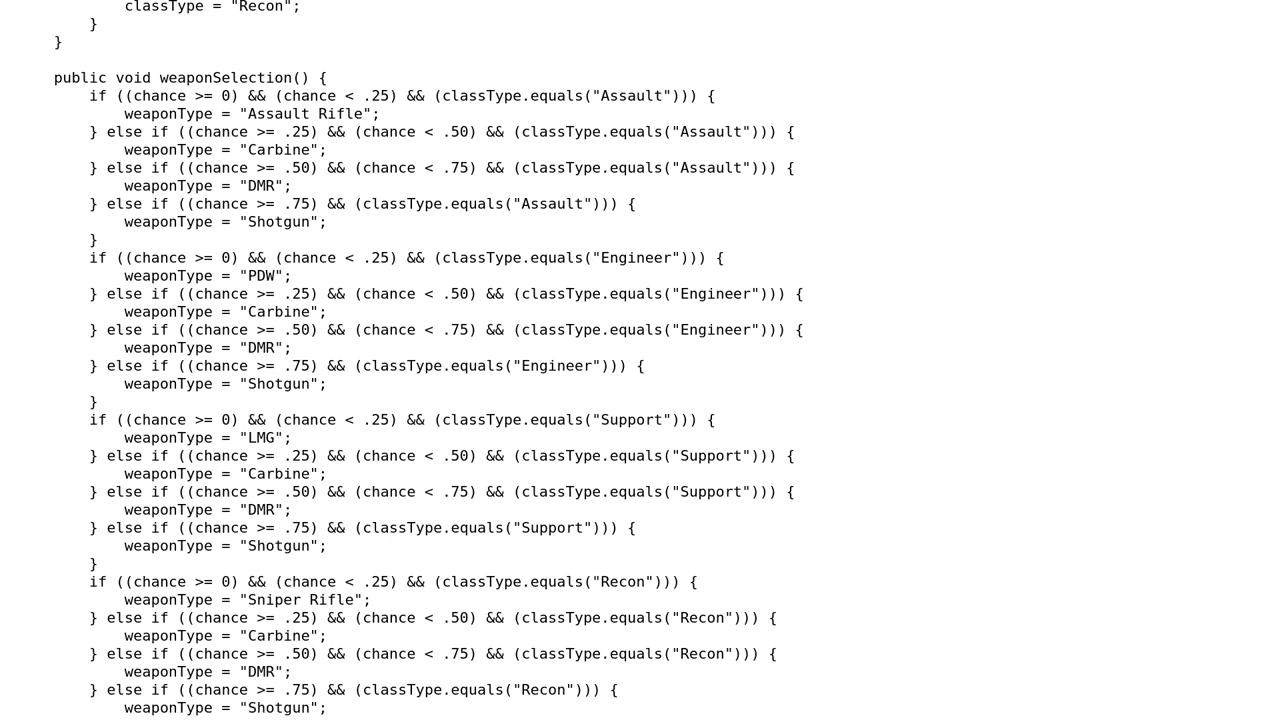 classType = "Recon";
}
}
public void weaponSelection() {
if ((chance >= 0) && (chance < .25) && (classType.equals("Assault"))) {
weaponType = "Assault Rifle";
} else if ((chance >= .25) && (chance < .50) && (classType.equals("Assault"))) {
weaponType = "Carbine";
} else if ((chance >= .50) && (chance < .75) && (classType.equals("Assault"))) {
weaponType = "DMR";
} else if ((chance >= .75) && (classType.equals("Assault"))) {
weaponType = "Shotgun";
}
if ((chance >= 0) && (chance < .25) && (classType.equals("Engineer"))) {
weaponType = "PDW";
} else if ((chance >= .25) && (chance < .50) && (classType.equals("Engineer"))) {
weaponType = "Carbine";
} else if ((chance >= .50) && (chance < .75) && (classType.equals("Engineer"))) {
weaponType = "DMR";
} else if ((chance >= .75) && (classType.equals("Engineer"))) {
weaponType = "Shotgun";
}
if ((chance >= 0) && (chance < .25) && (classType.equals("Support"))) {
weaponType = "LMG";
} else if ((chance >= .25) && (chance < .50) && (classType.equals("Support"))) {
weaponType = "Carbine";
} else if ((chance >= .50) && (chance < .75) && (classType.equals("Support"))) {
weaponType = "DMR";
} else if ((chance >= .75) && (classType.equals("Support"))) {
weaponType = "Shotgun";
}
if ((chance >= 0) && (chance < .25) && (classType.equals("Recon"))) {
weaponType = "Sniper Rifle";
} else if ((chance >= .25) && (chance < .50) && (classType.equals("Recon"))) {
weaponType = "Carbine";
} else if ((chance >= .50) && (chance < .75) && (classType.equals("Recon"))) {
weaponType = "DMR";
} else if ((chance >= .75) && (classType.equals("Recon"))) {
weaponType = "Shotgun";